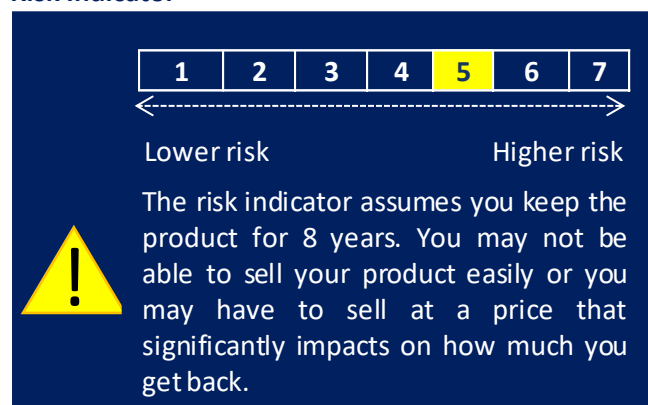 1 2 3 4 5 6 7
Lower risk Higher risk
The risk indicator assumes you keep the
product for 8 years. You may not be
able to sell your product easily or you
may have to sell at a price that
significantly impacts on how much you
get back.
!